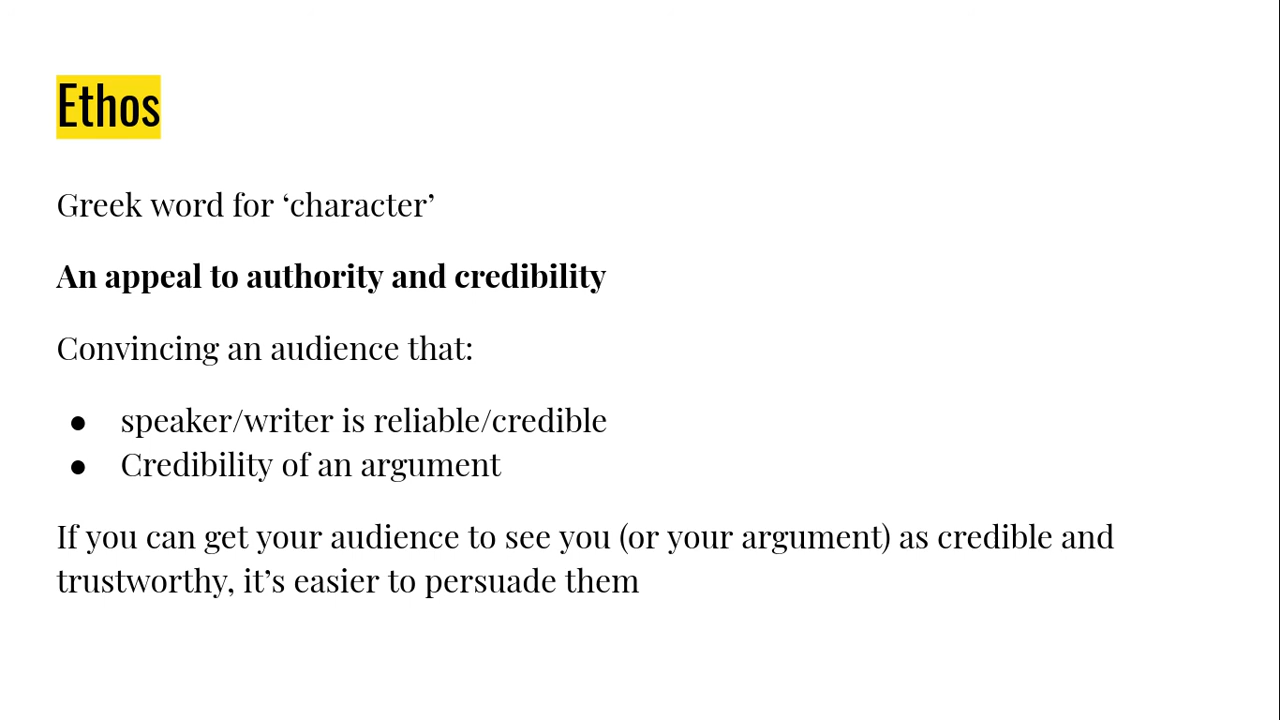 Ethos
Greek word for ‘character’
An appeal to authority and credibility
Convincing an audience that:
● speaker/writer is reliable/credible
● Credibility of an argument
If you can get your audience to see you (or your argument) as credible and
trustworthy, it’s easier to persuade them